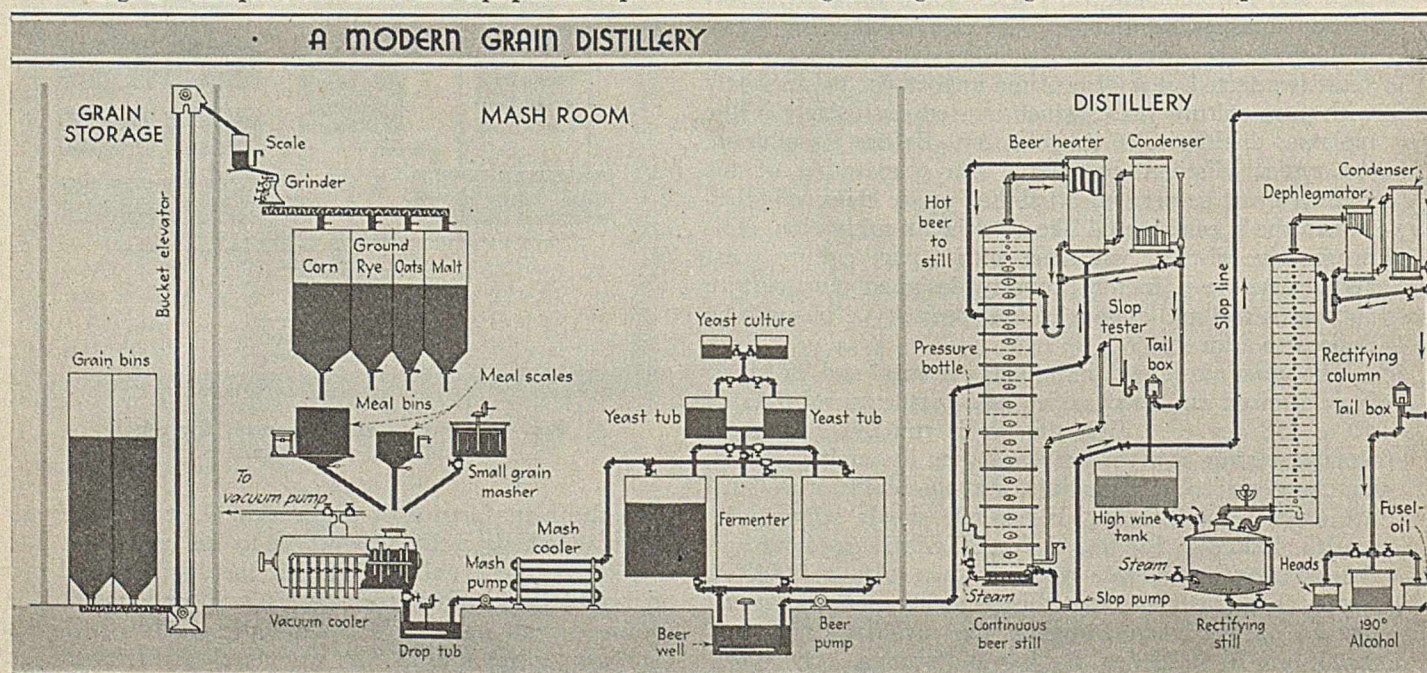 A MODERN GRAIN DISTILLERY
GRAIN
STORAGE
MASH ROOM
DISTILLERY
Scale
Grinder
Bucket elevator
Ground
Corn
Rye
Oats
Malt
Grain bins
Meal scales
Meal bins
Small grain
masher
To
vacuum pump
Vacuum cooler
Drop tub
Mash
pump
Mash
cooler
Yeast culture
Yeast tub
Yeast tub
Fermenter
Beer
well
Beer
pump
Beer heater
Condenser
Hot
beer
to
still
Pressure
bottle
Slop
tester
Tail
box
Slop line
High wine
tank
Steam
Continuous
beer still
Slop pump
Condenser
Dephlegmator
Rectifying
column
Tail box
Steam
Rectifying
still
Heads
190°
Alcohol
Fusel-
oil